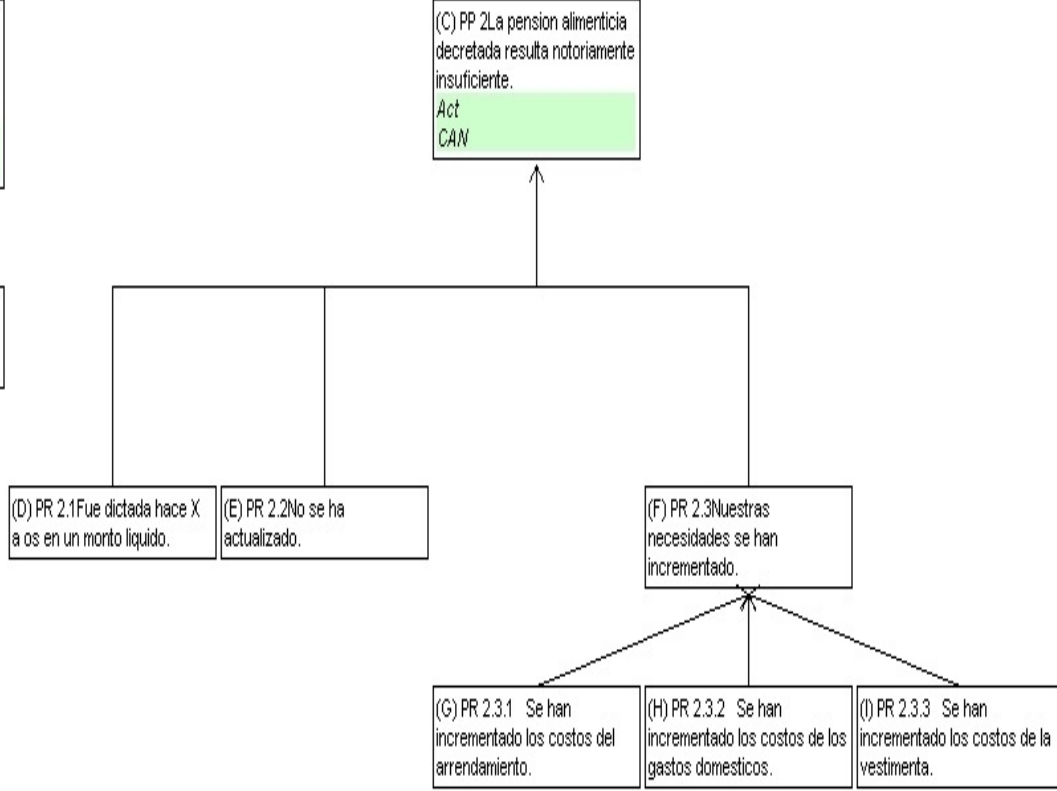 (C) PP 2La pension alimenticia
decretada resulta notoriamente
insuficiente.
Act
CAN
(D) PR 2.1Fue dictada hace X
a os en un monto liquido.
(E) PR 2.2No se ha
actualizado.
(F) PR 2.3Nuestras
necesidades se han
incrementado.
(G) PR 2.3.1 Se han
incrementado los costos del
arrendamiento.
(H) PR 2.3.2 Se han
incrementado los costos de los
gastos domesticos.
(I) PR 2.3.3 Se han
incrementado los costos de la
vestimenta.